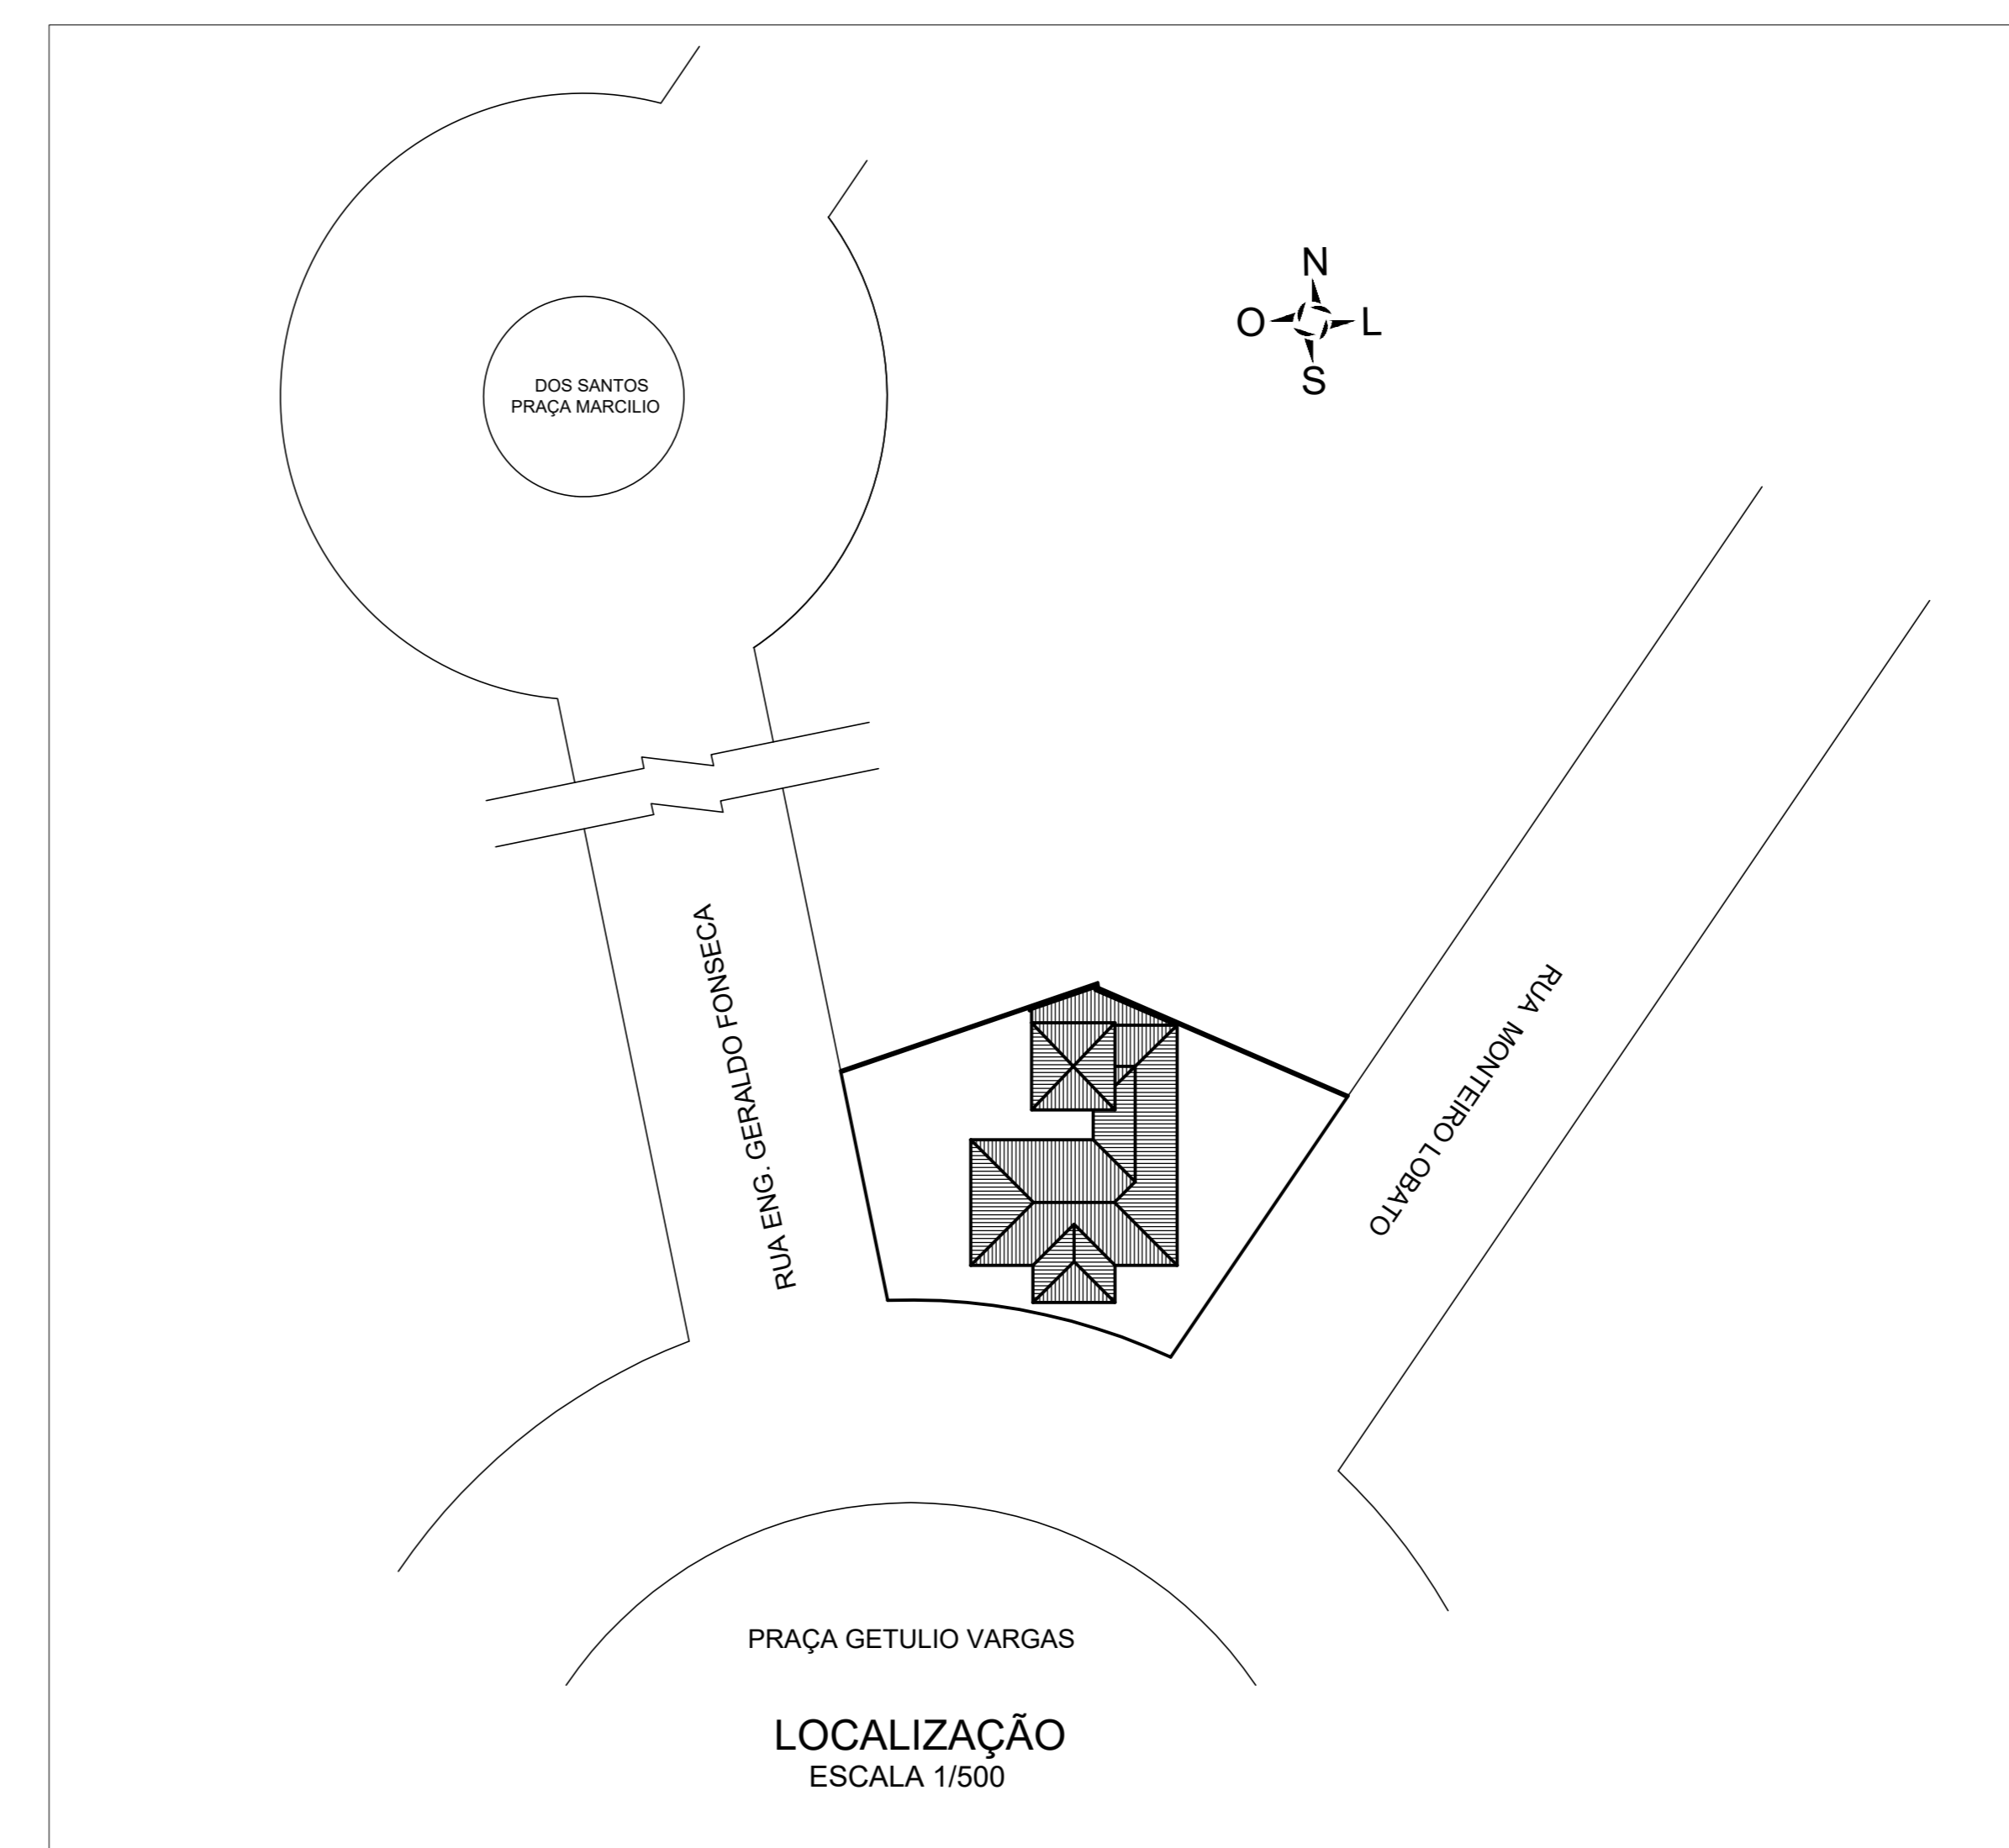 DOS SANTOS
PRAÇA MARCILIO
N
O
L
S
RUA ENG. GERALDO FONSECA
RUA MONTEIRO LOBATO
PRAÇA GETULIO VARGAS
LOCALIZAÇÃO
ESCALA 1/500